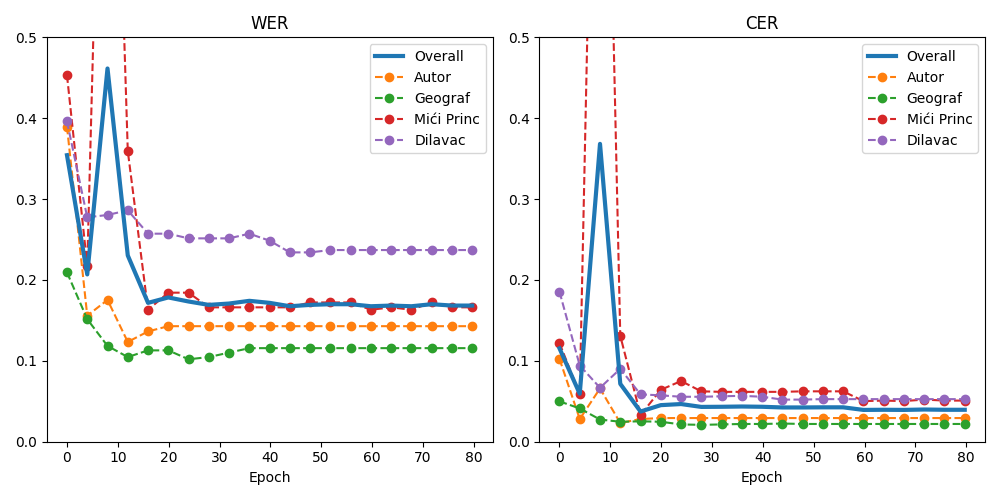 WER
0.5
0.4
0.3
0.2
0.1
0.0
0 10 20 30 40 50 60 70 80
Epoch
Overall
Autor
Geograf
Mići Princ
Dilavac
CER
0.5
0.4
0.3
0.2
0.1
0.0
0 10 20 30 40 50 60 70 80
Epoch
Overall
Autor
Geograf
Mići Princ
Dilavac